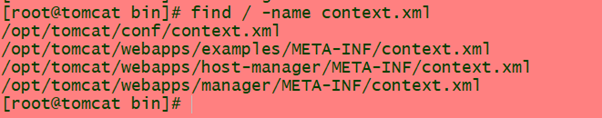 [root@tomcat bin]# find / -name context.xml
/opt/tomcat/conf/context.xml
/opt/tomcat/webapps/examples/META-INF/context.xml
/opt/tomcat/webapps/host-manager/META-INF/context.xml
/opt/tomcat/webapps/manager/META-INF/context.xml
[root@tomcat bin]#